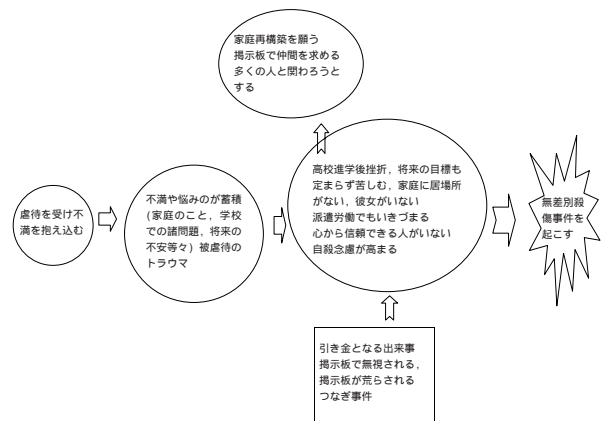 家庭再構築を願う
掲示板で仲間を求める
多くの人と関わろうと
する
虐待を受け不
満を抱え込む
不満や悩みのが蓄積
(家庭のこと，学校
での諸問題，将来の
不安等々) 被虐待の
トラウマ
高校進学後挫折，将来の目標も
定まらず苦しむ，家庭に居場所
がない，彼女がいない
派遣労働でもいきづまる
心から信頼できる人がいない
自殺念慮が高まる
無差別殺
傷事件を
起こす
引き金となる出来事
掲示板で無視される，
掲示板が荒らされる
つなぎ事件